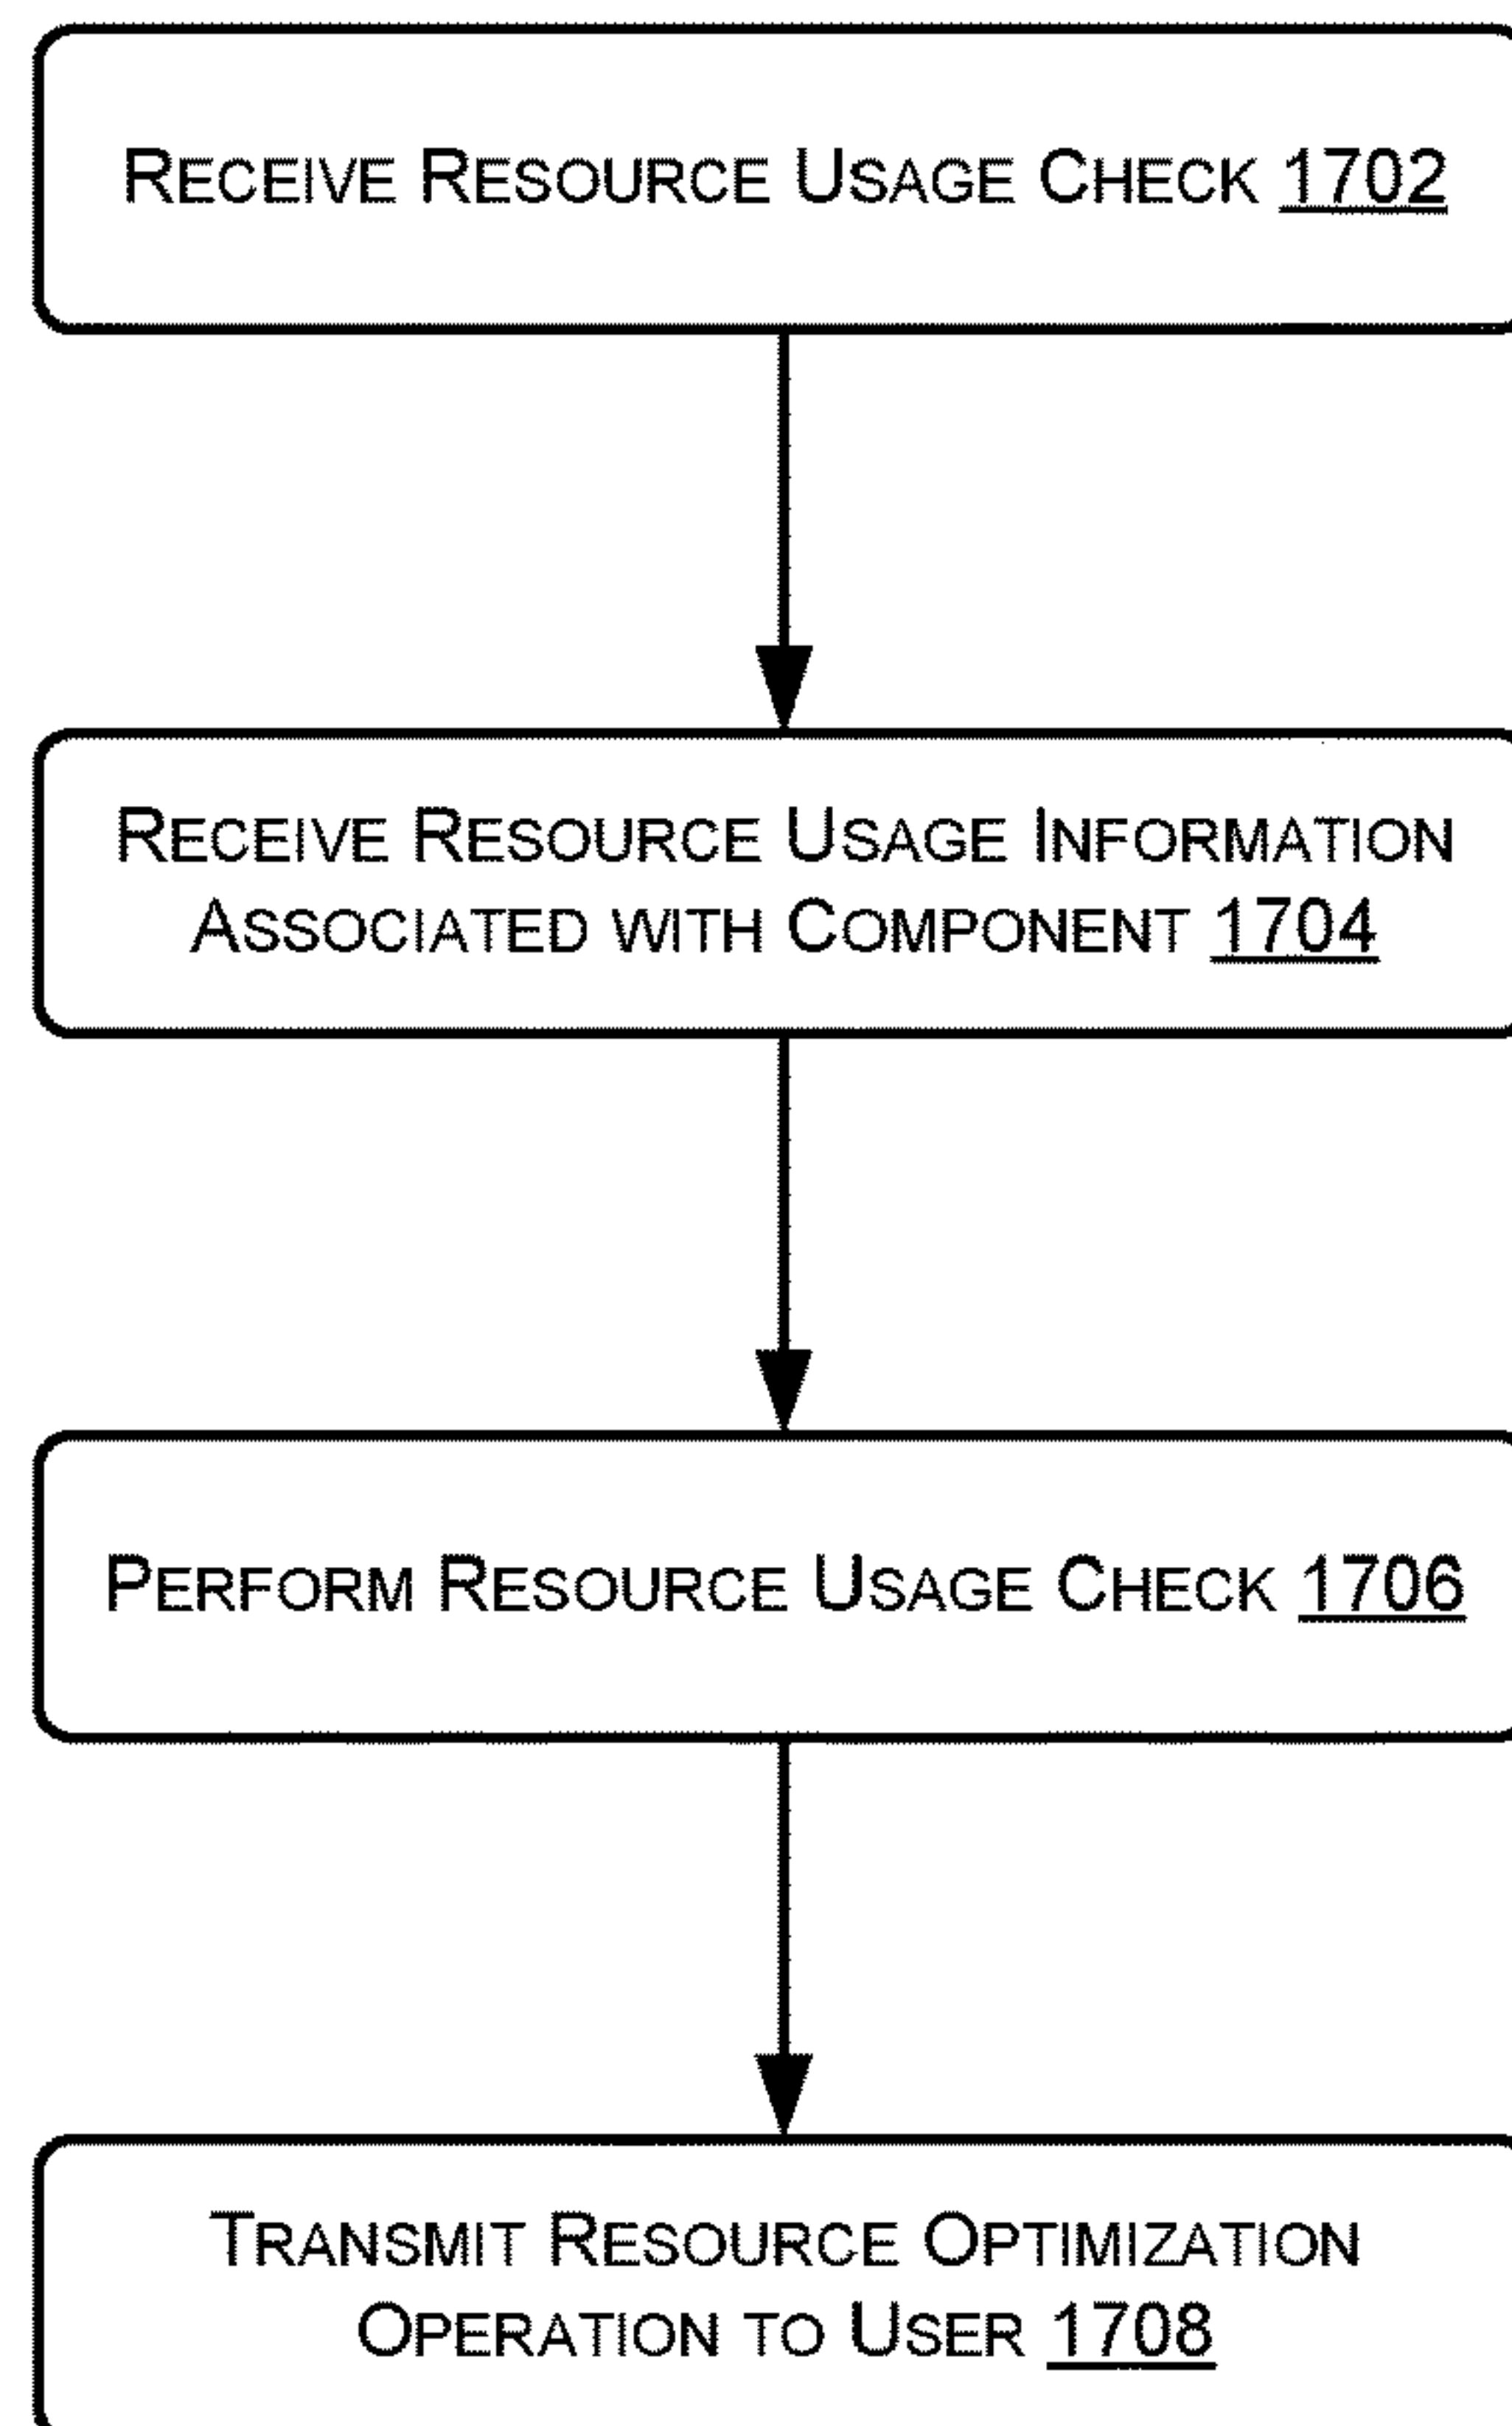 RECEIVE RESOURCE USAGE CHECK 1702
RECEIVE RESOURCE USAGE INFORMATION
ASSOCIATED WITH COMPONENT 1704
PERFORM RESOURCE USAGE CHECK 1706
TRANSMIT RESOURCE OPTIMIZATION
OPERATION TO USER 1708